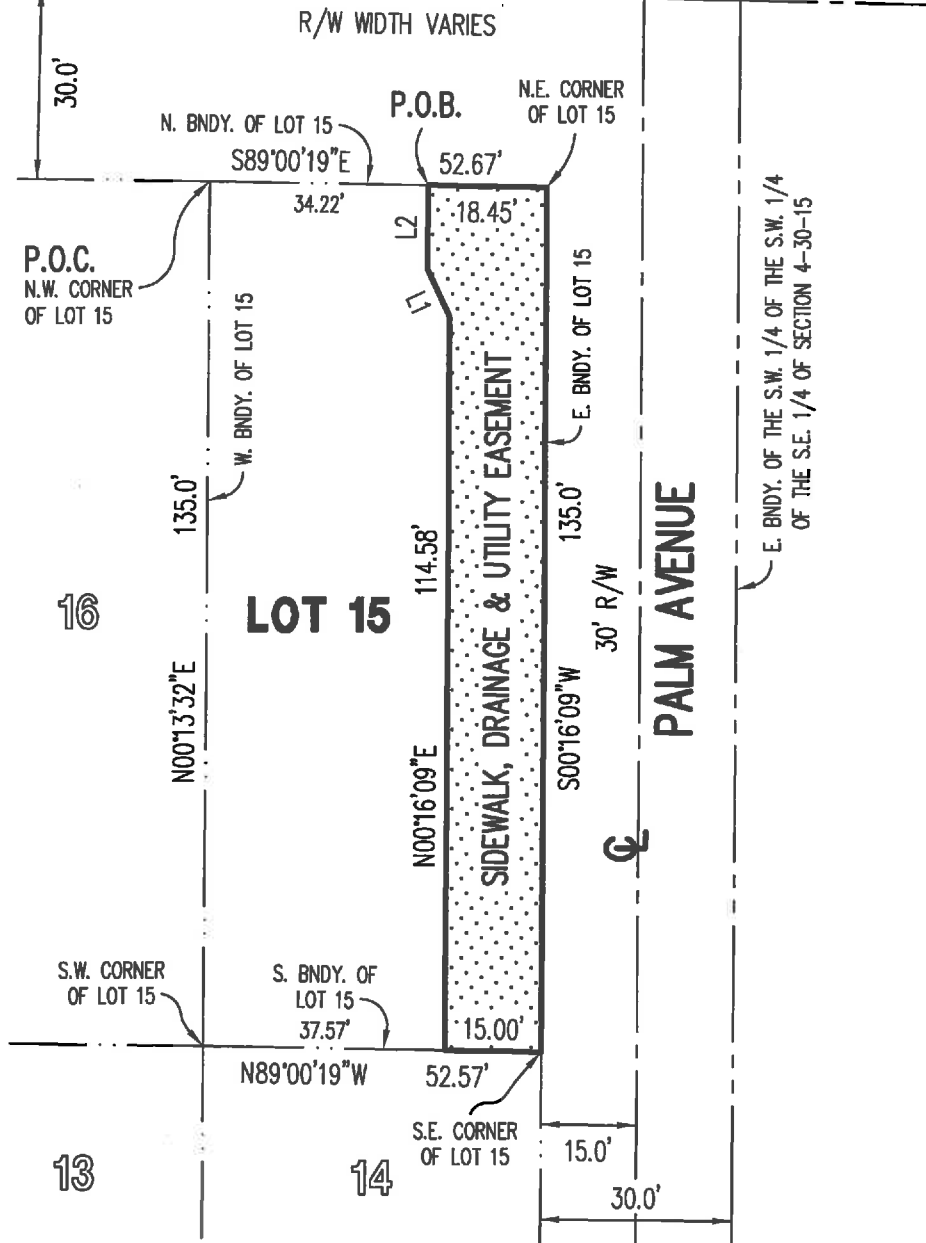 R/W WIDTH VARIES
30.0'
N. BNDY. OF LOT 15
P.O.B.
N.E. CORNER
OF LOT 15
S89°00'19"E
52.67'
34.22'
18.45'
L2
L1
P.O.C.
N.W. CORNER
OF LOT 15
W. BNDY. OF LOT 15
E. BNDY. OF LOT 15
E. BNDY. OF THE S.W. 1/4 OF THE S.W. 1/4
OF THE S.E. 1/4 OF SECTION 4-30-15
135.0'
114.58'
SIDEWALK, DRAINAGE & UTILITY EASEMENT
135.0'
30' R/W
PALM AVENUE
16
LOT 15
N00°13'32"E
N00°16'09"E
S00°16'09"W
CL
S.W. CORNER
OF LOT 15
S. BNDY. OF
LOT 15
37.57'
15.00'
N89°00'19"W
52.57'
S.E. CORNER
OF LOT 15
15.0'
13
14
30.0'